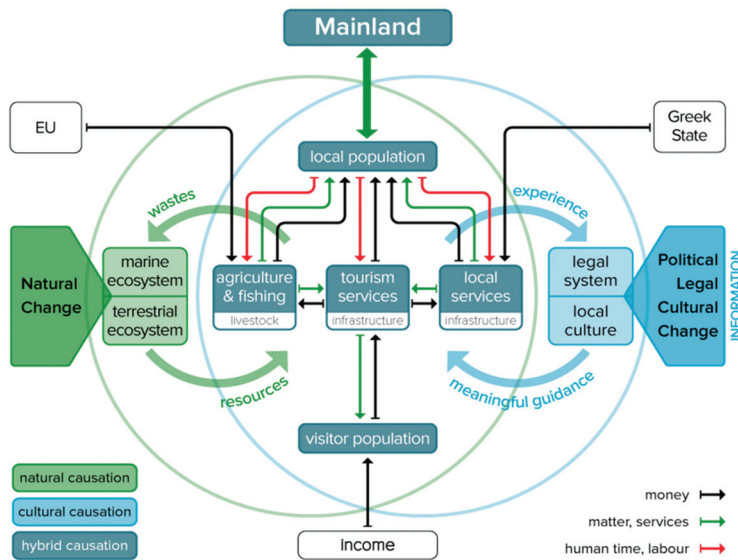 Mainland
EU
Greek
State
local population
wastes
experience
Natural
Change
marine
ecosystem
terrestrial
ecosystem
agriculture
& fishing
livestock
tourism
services
infrastructure
local
services
infrastructure
legal
system
local
culture
Political
Legal
Cultural
Change
INFORMATION
resources
meaningful guidance
visitor population
income
natural causation
cultural causation
hybrid causation
money
matter, services
human time, labour